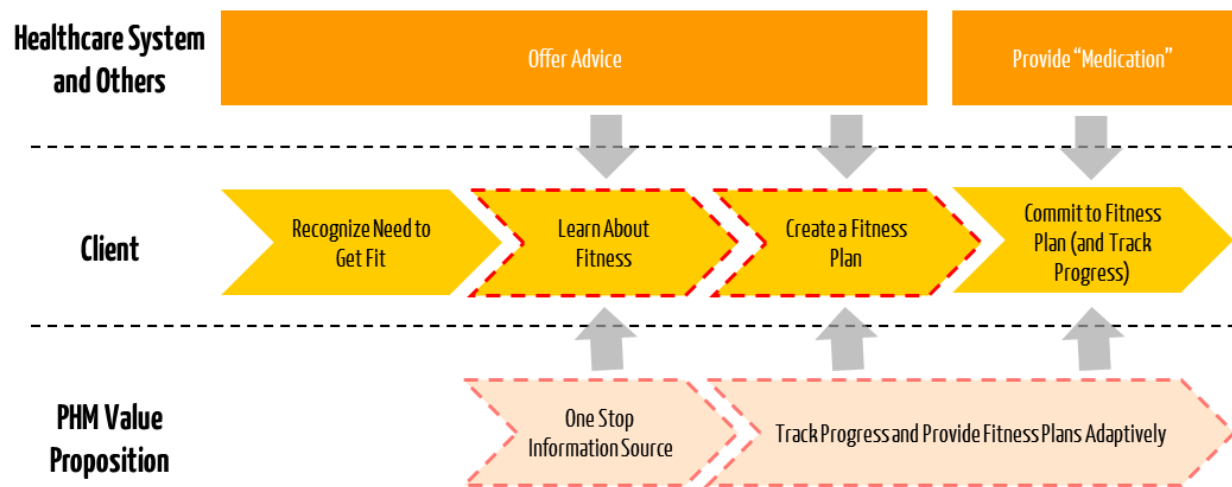 Healthcare System
and Others
Offer Advice
Provide “Medication”
Client
Recognize Need to
Get Fit
Learn About
Fitness
Create a Fitness
Plan
Commit to Fitness
Plan (and Track
Progress)
PHM Value
Proposition
One Stop
Information Source
Track Progress and Provide Fitness Plans Adaptively